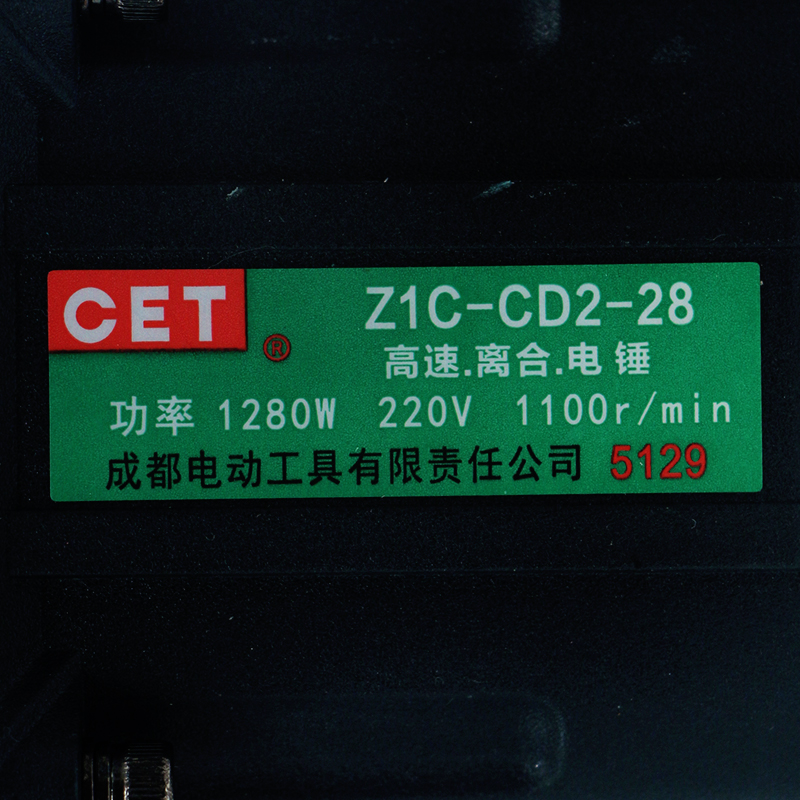 CET ®
Z1C-CD2-28
高速.离合.电锤
功率 1280W 220V 1100r/min
成都电动工具有限责任公司 5129